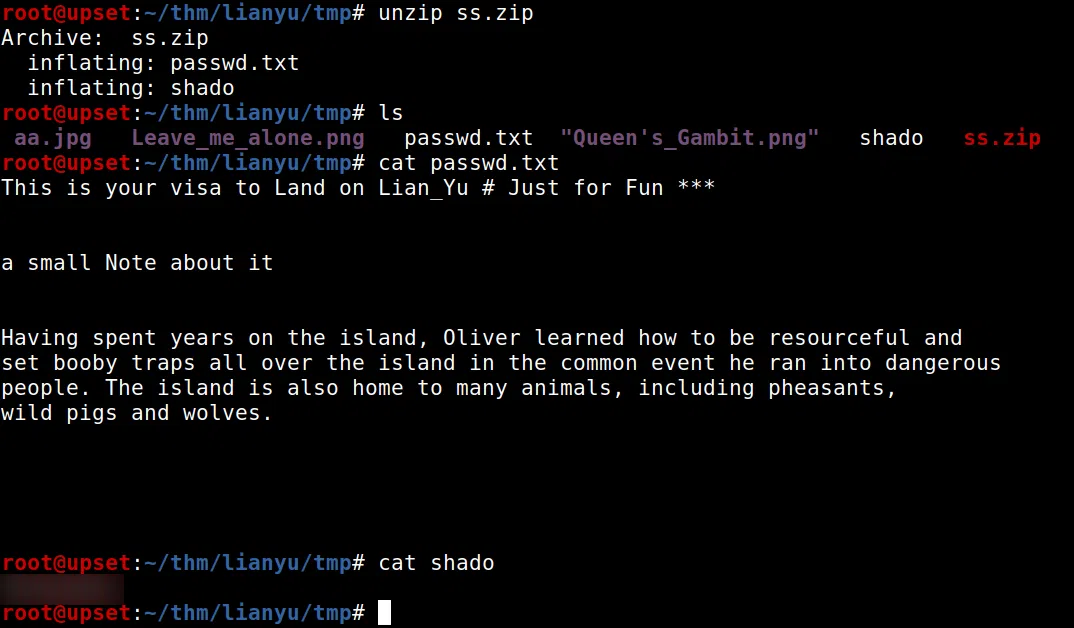 root@upset:~/thm/lianyu/tmp# unzip ss.zip
Archive:  ss.zip
  inflating: passwd.txt
  inflating: shado
root@upset:~/thm/lianyu/tmp# ls
 aa.jpg   Leave_me_alone.png   passwd.txt  "Queen's_Gambit.png"   shado   ss.zip
root@upset:~/thm/lianyu/tmp# cat passwd.txt
This is your visa to Land on Lian_Yu # Just for Fun ***
a small Note about it
Having spent years on the island, Oliver learned how to be resourceful and
set booby traps all over the island in the common event he ran into dangerous
people. The island is also home to many animals, including pheasants,
wild pigs and wolves.
root@upset:~/thm/lianyu/tmp# cat shado
root@upset:~/thm/lianyu/tmp#